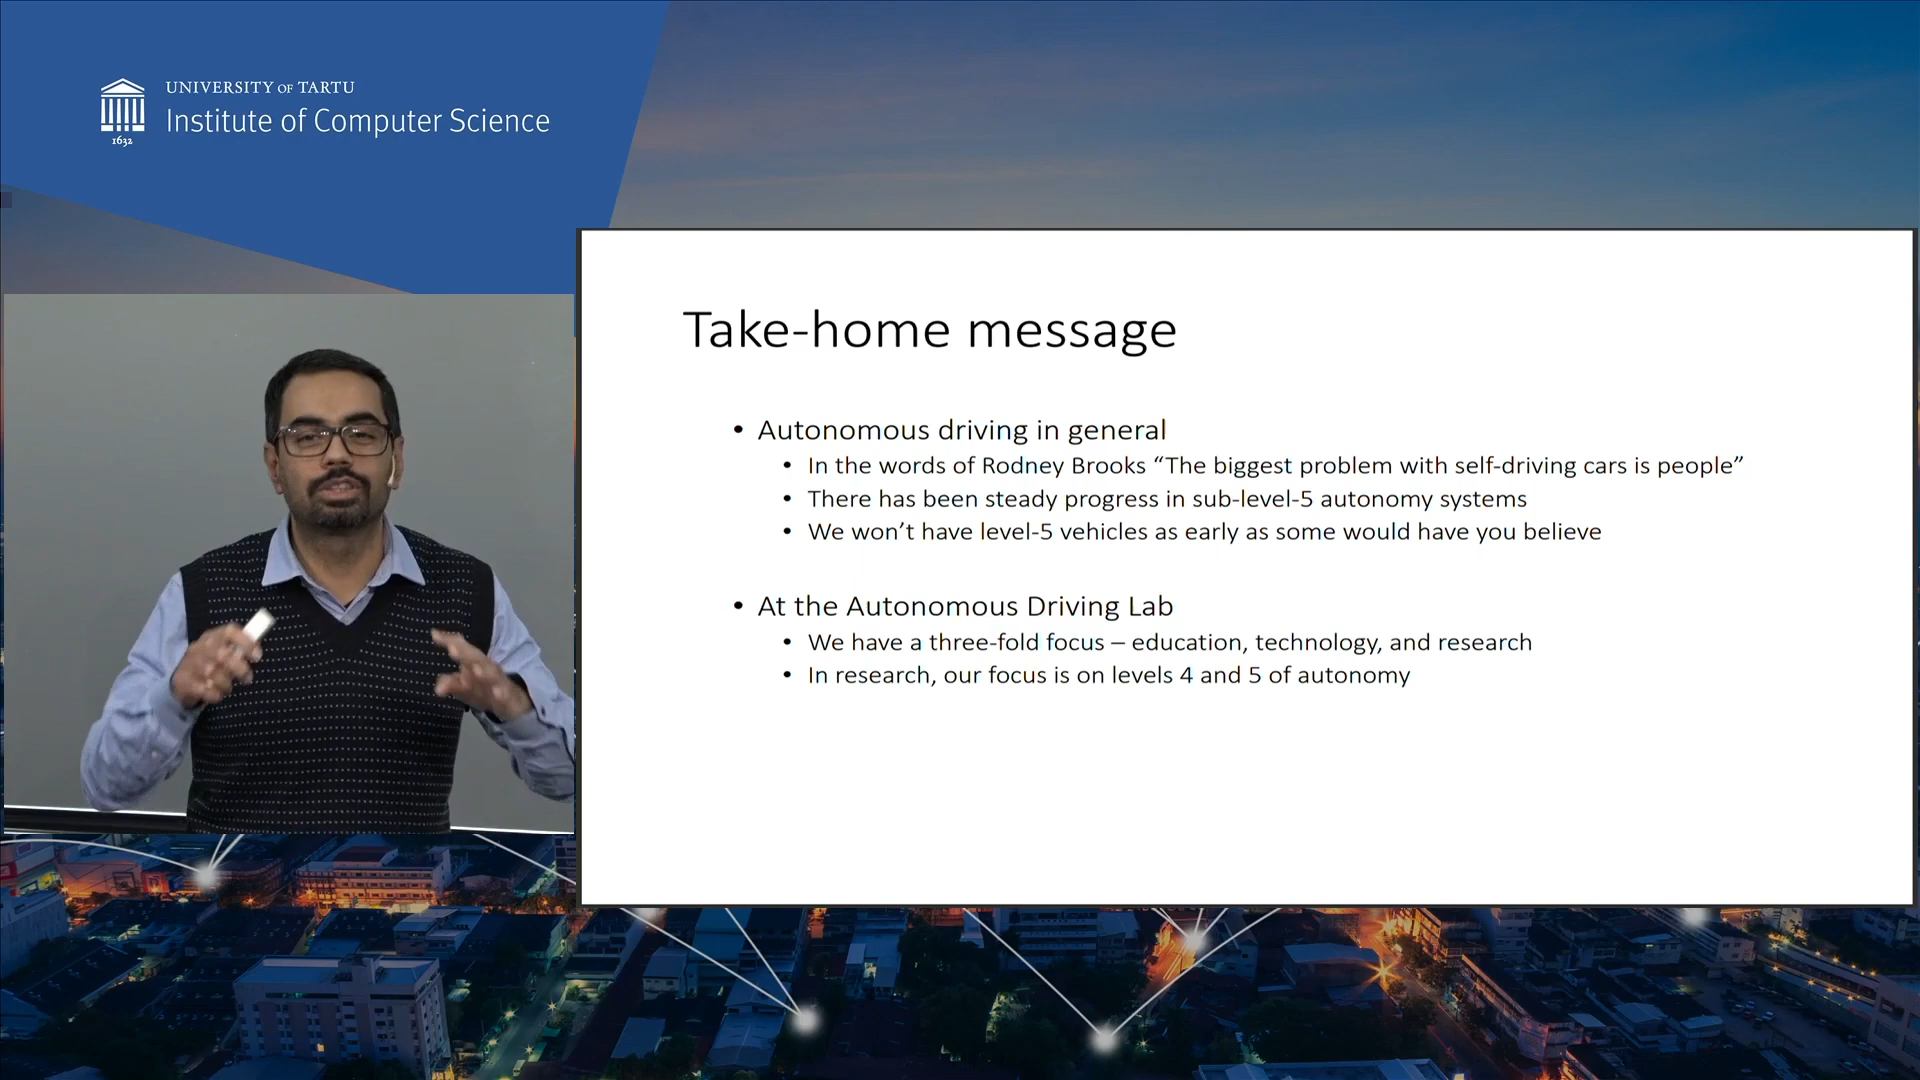 UNIVERSITY OF TARTU
Institute of Computer Science
1632
Take-home message
• Autonomous driving in general
• In the words of Rodney Brooks “The biggest problem with self-driving cars is people”
• There has been steady progress in sub-level-5 autonomy systems
• We won’t have level-5 vehicles as early as some would have you believe
• At the Autonomous Driving Lab
• We have a three-fold focus – education, technology, and research
• In research, our focus is on levels 4 and 5 of autonomy